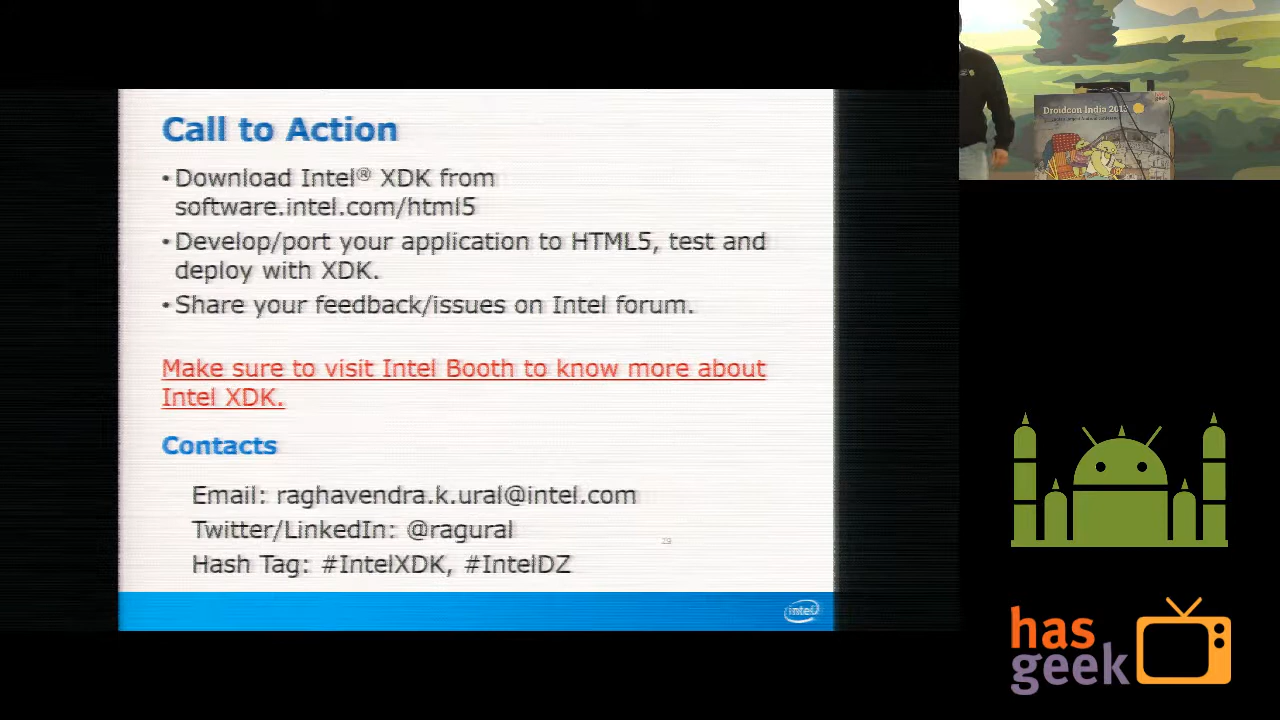 Call to Action
•Download Intel® XDK from
software.intel.com/html5
•Develop/port your application to HTML5, test and
deploy with XDK.
•Share your feedback/issues on Intel forum.
Make sure to visit Intel Booth to know more about
Intel XDK.
Contacts
Email: raghavendra.k.ural@intel.com
Twitter/LinkedIn: @ragural
Hash Tag: #IntelXDK, #IntelDZ
29
intel
Droidcon India
has
geek